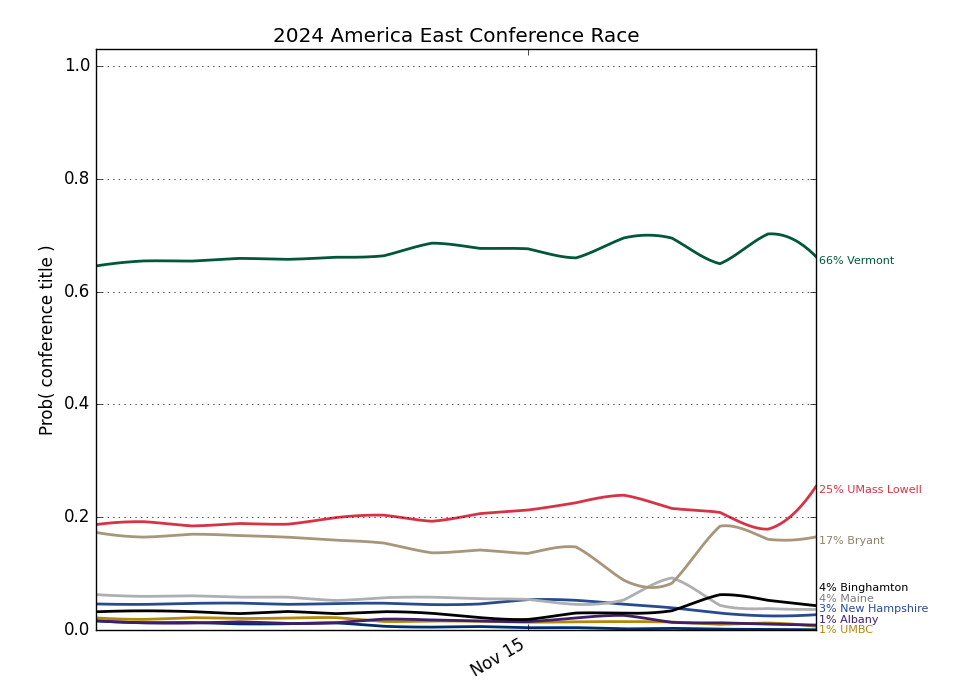 2024 America East Conference Race
1.0
0.8
0.6
0.4
0.2
0.0
Prob( conference title )
Nov 15
66% Vermont
25% UMass Lowell
17% Bryant
4% Binghamton
4% Maine
3% New Hampshire
1% Albany
1% UMBC